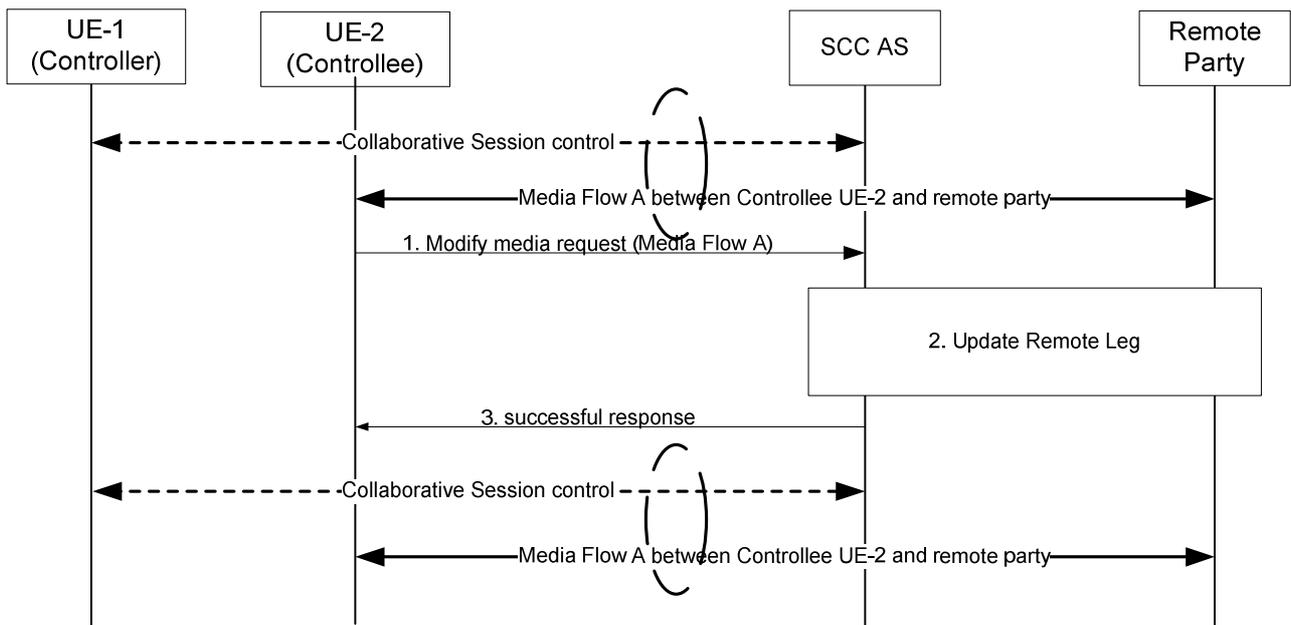 UE-1
(Controller)
UE-2
(Controllee)
SCC AS
Remote
Party
Collaborative Session control
Media Flow A between Controllee UE-2 and remote party
1. Modify media request (Media Flow A)
2. Update Remote Leg
3. successful response
Collaborative Session control
Media Flow A between Controllee UE-2 and remote party